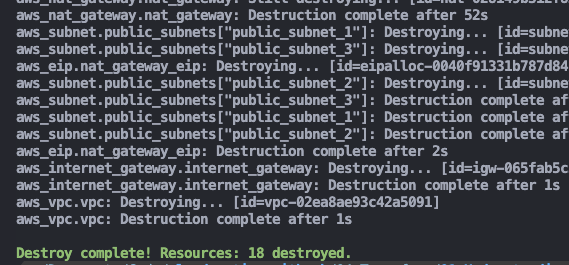 aws_nat_gateway.nat_gateway: Still destroying... [id=nat-
aws_nat_gateway.nat_gateway: Destruction complete after 52s
aws_subnet.public_subnets["public_subnet_1"]: Destroying... [id=subne
aws_subnet.public_subnets["public_subnet_3"]: Destroying... [id=subne
aws_eip.nat_gateway_eip: Destroying... [id=eipalloc-0040f91331b787d84
aws_subnet.public_subnets["public_subnet_2"]: Destroying... [id=subne
aws_subnet.public_subnets["public_subnet_3"]: Destruction complete af
aws_subnet.public_subnets["public_subnet_1"]: Destruction complete af
aws_subnet.public_subnets["public_subnet_2"]: Destruction complete af
aws_eip.nat_gateway_eip: Destruction complete after 2s
aws_internet_gateway.internet_gateway: Destroying... [id=igw-065fab5c
aws_internet_gateway.internet_gateway: Destruction complete after 1s
aws_vpc.vpc: Destroying... [id=vpc-02ea8ae93c42a5091]
aws_vpc.vpc: Destruction complete after 1s
Destroy complete! Resources: 18 destroyed.